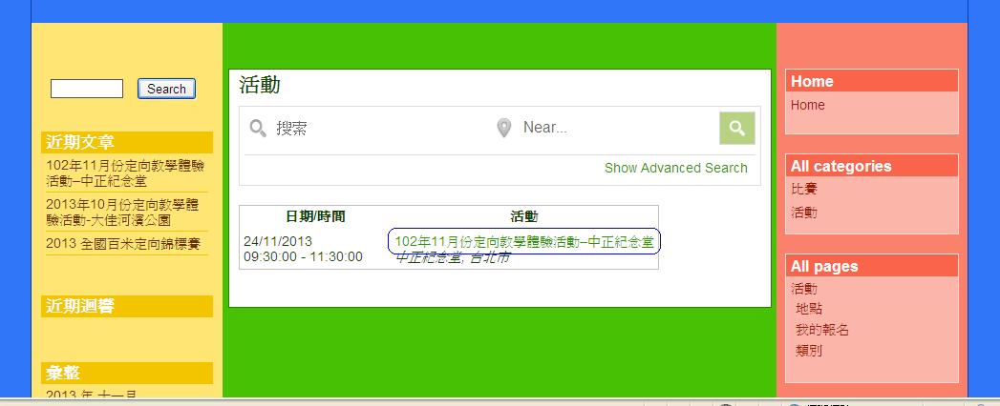 Search
近期文章
102年11月份定向教學體驗
活動–中正紀念堂
2013年10月份定向教學體
驗活動-大佳河濱公園
2013 全國百米定向錦標賽
近期迴響
彙整
2013 年 十一月
活動
搜索
Near...
Show Advanced Search
日期/時間 活動
24/11/2013 102年11月份定向教學體驗活動–中正紀念堂
09:30:00 - 11:30:00 中正紀念堂, 台北市
Home
Home
All categories
比賽
活動
All pages
活動
地點
我的報名
類別